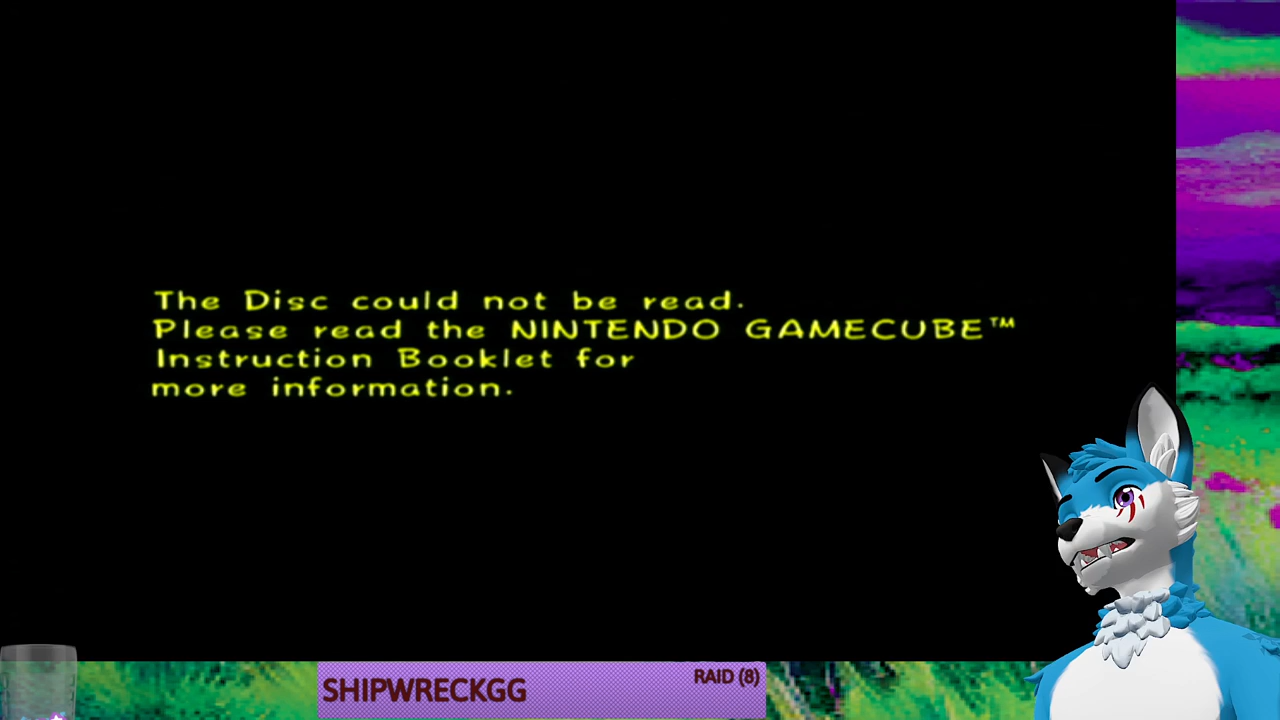 The Disc could not be read.
Please read the NINTENDO GAMECUBE™
Instruction Booklet for
more information.
SHIPWRECKGG
RAID (8)